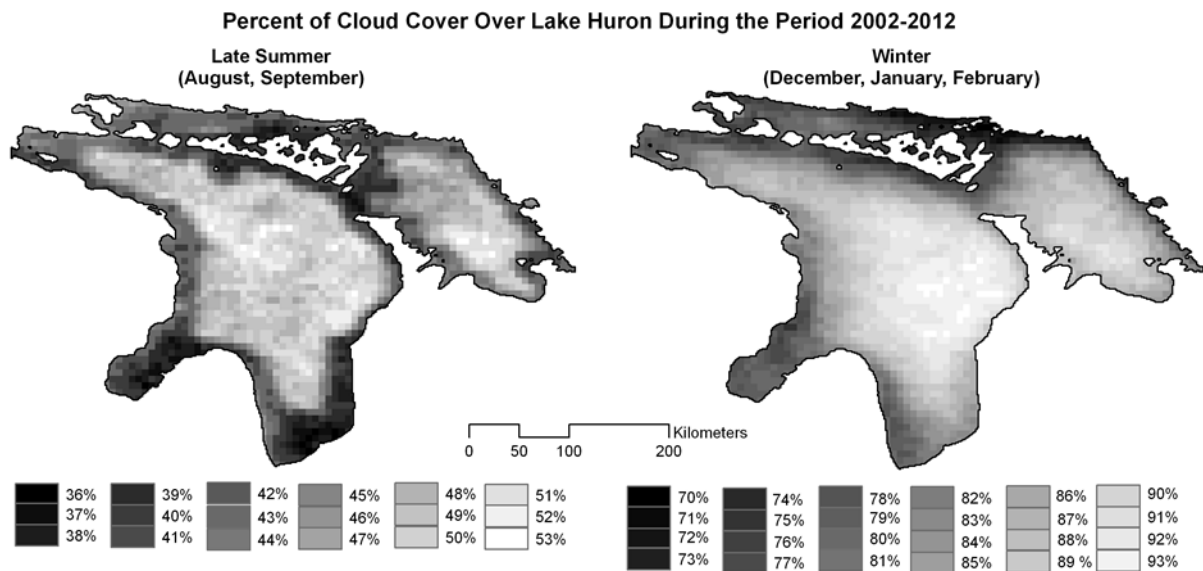 Percent of Cloud Cover Over Lake Huron During the Period 2002-2012
Late Summer
(August, September)
Winter
(December, January, February)
Kilometers
0 50 100 200
36% 39% 42% 45% 48% 51%
37% 40% 43% 46% 49% 52%
38% 41% 44% 47% 50% 53%
70% 74% 78% 82% 86% 90%
71% 75% 79% 83% 87% 91%
72% 76% 80% 84% 88% 92%
73% 77% 81% 85% 89 % 93%